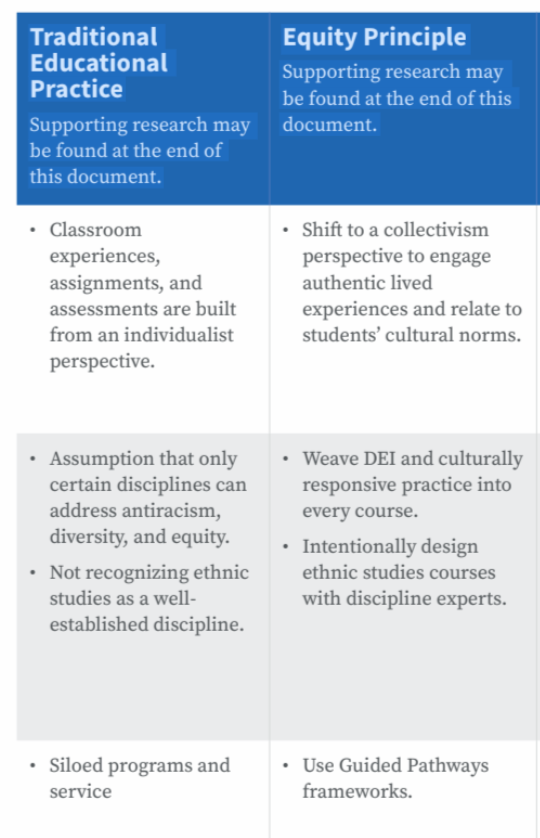 Traditional
Educational
Practice
Supporting research may
be found at the end of
this document.
Equity Principle
Supporting research may
be found at the end of this
document.
• Classroom
experiences,
assignments, and
assessments are built
from an individualist
perspective.
• Shift to a collectivism
perspective to engage
authentic lived
experiences and relate to
students’ cultural norms.
• Assumption that only
certain disciplines can
address antiracism,
diversity, and equity.
• Not recognizing ethnic
studies as a well-
established discipline.
• Weave DEI and culturally
responsive practice into
every course.
• Intentionally design
ethnic studies courses
with discipline experts.
• Siloed programs and
service
• Use Guided Pathways
frameworks.